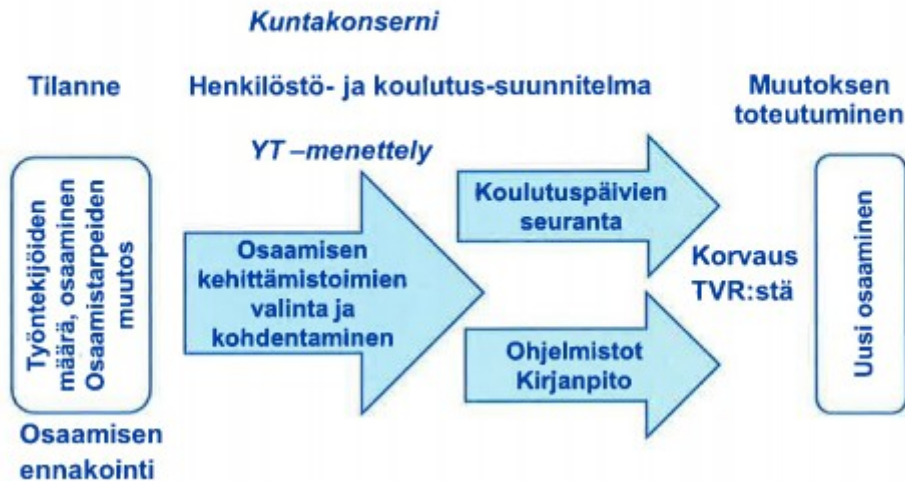 Kuntakonserni
Tilanne
Henkilöstö- ja koulutus-suunnitelma
Muutoksen
toteutuminen
YT –menettely
Työntekijöiden
määrä, osaaminen
Osaamistarpeiden
muutos
Osaamisen
kehittämistoimien
valinta ja
kohdentaminen
Koulutuspäivien
seuranta
Ohjelmistot
Kirjanpito
Korvaus
TVR:stä
Uusi osaaminen
Osaamisen
ennakointi